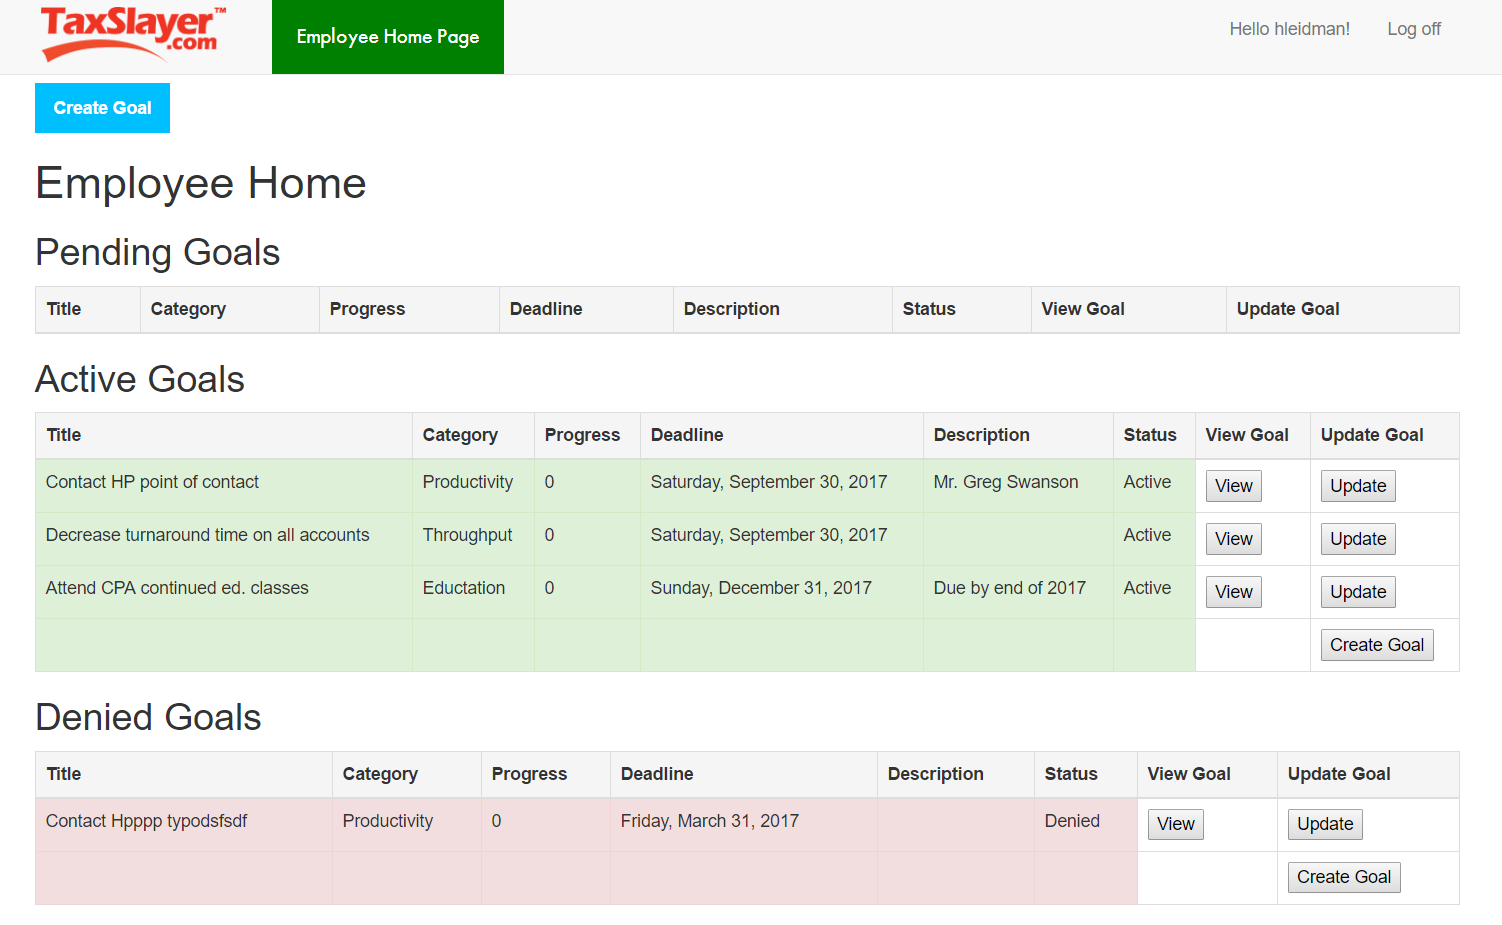 TaxSlayer™
.com
Employee Home Page
Hello hleidman!
Log off
Create Goal
Employee Home
Pending Goals
Title Category Progress Deadline Description Status View Goal Update Goal
Active Goals
Title Category Progress Deadline Description Status View Goal Update Goal
Contact HP point of contact Productivity 0 Saturday, September 30, 2017 Mr. Greg Swanson Active View Update
Decrease turnaround time on all accounts Throughput 0 Saturday, September 30, 2017 Active View Update
Attend CPA continued ed. classes Eductation 0 Sunday, December 31, 2017 Due by end of 2017 Active View Update
Create Goal
Denied Goals
Title Category Progress Deadline Description Status View Goal Update Goal
Contact Hpppp typodsfsdf Productivity 0 Friday, March 31, 2017 Denied View Update
Create Goal